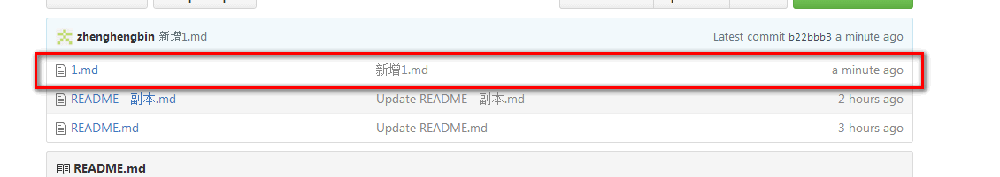 zhenghengbin 新增1.md Latest commit b22bbb3 a minute ago
1.md 新增1.md a minute ago
README - 副本.md Update README - 副本.md 2 hours ago
README.md Update README.md 3 hours ago
README.md